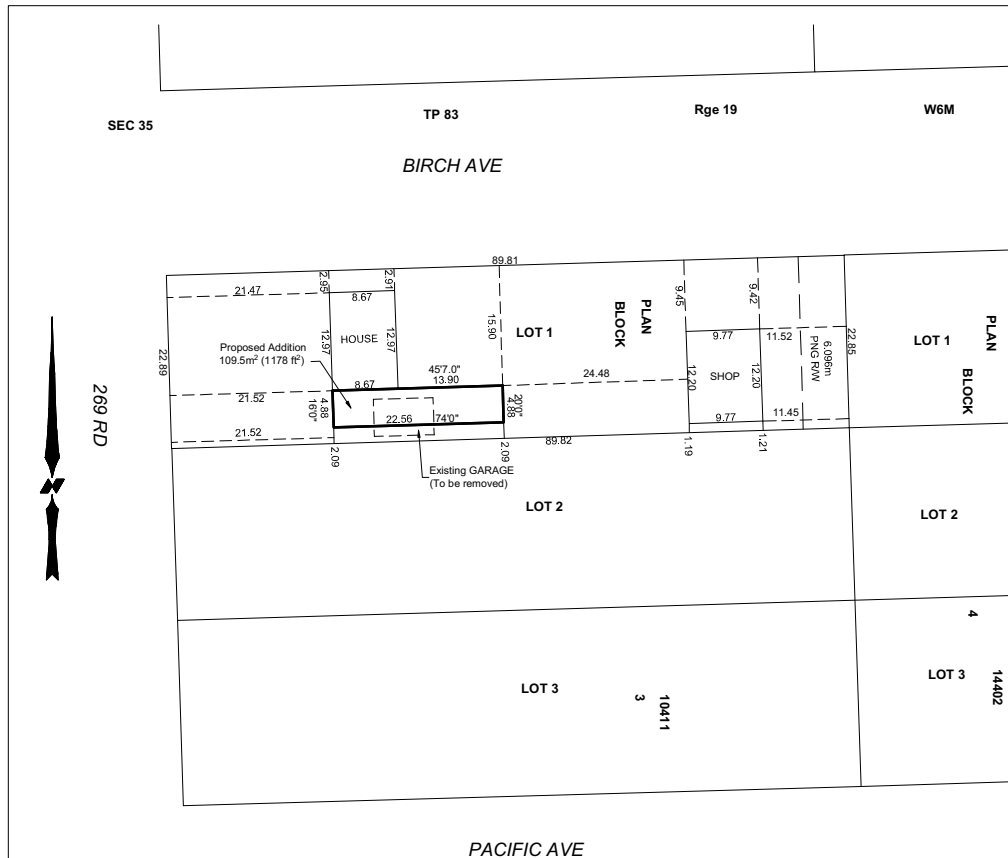 SEC 35
TP 83
Rge 19
W6M
BIRCH AVE
89.81
21.47
2.95
8.67
2.91
12.97
HOUSE
12.97
15.90
LOT 1
PLAN
BLOCK
9.45
9.42
9.77
11.52
6.096m
PNG R/W
22.85
LOT 1
PLAN
BLOCK
22.89
Proposed Addition
109.5m² (1178 ft²)
8.67
45'7.0"
13.90
24.48
12.20
SHOP
12.20
21.52
4.88
16'0"
22.56
74'0"
4.88
20'0"
9.77
11.45
21.52
2.09
2.09
89.82
1.19
1.21
Existing GARAGE
(To be removed)
269 RD
N
LOT 2
LOT 2
LOT 3
3
10411
4
LOT 3
14402
PACIFIC AVE